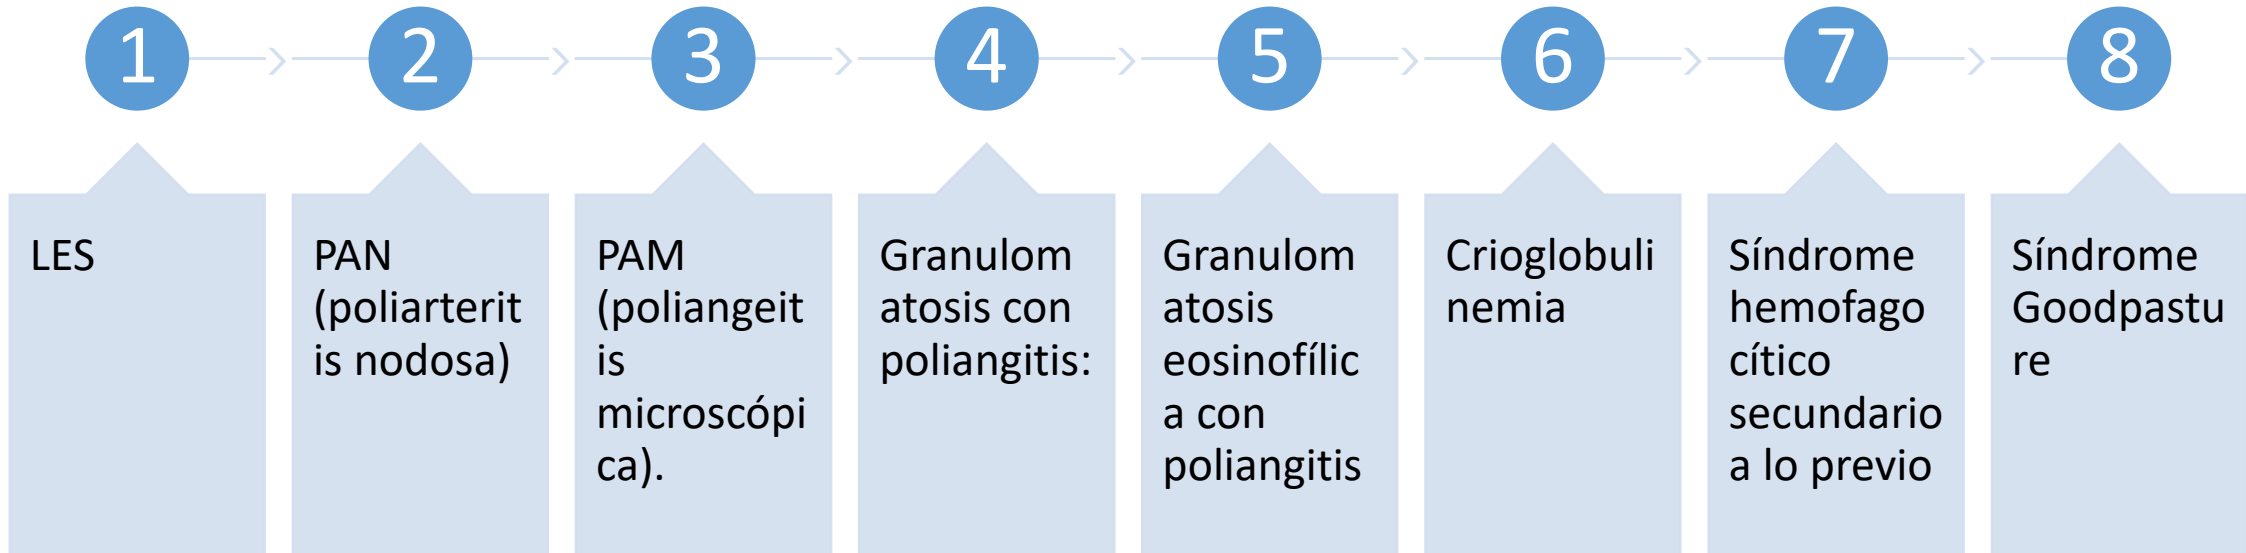 1
2
3
4
5
6
7
8
LES
PAN
(poliarterit
is nodosa)
PAM
(poliangeit
is
microscópi
ca).
Granulom
atosis con
poliangitis:
Granulom
atosis
eosinofílic
a con
poliangitis
Crioglobuli
nemia
Síndrome
hemofago
cítico
secundario
a lo previo
Síndrome
Goodpastu
re